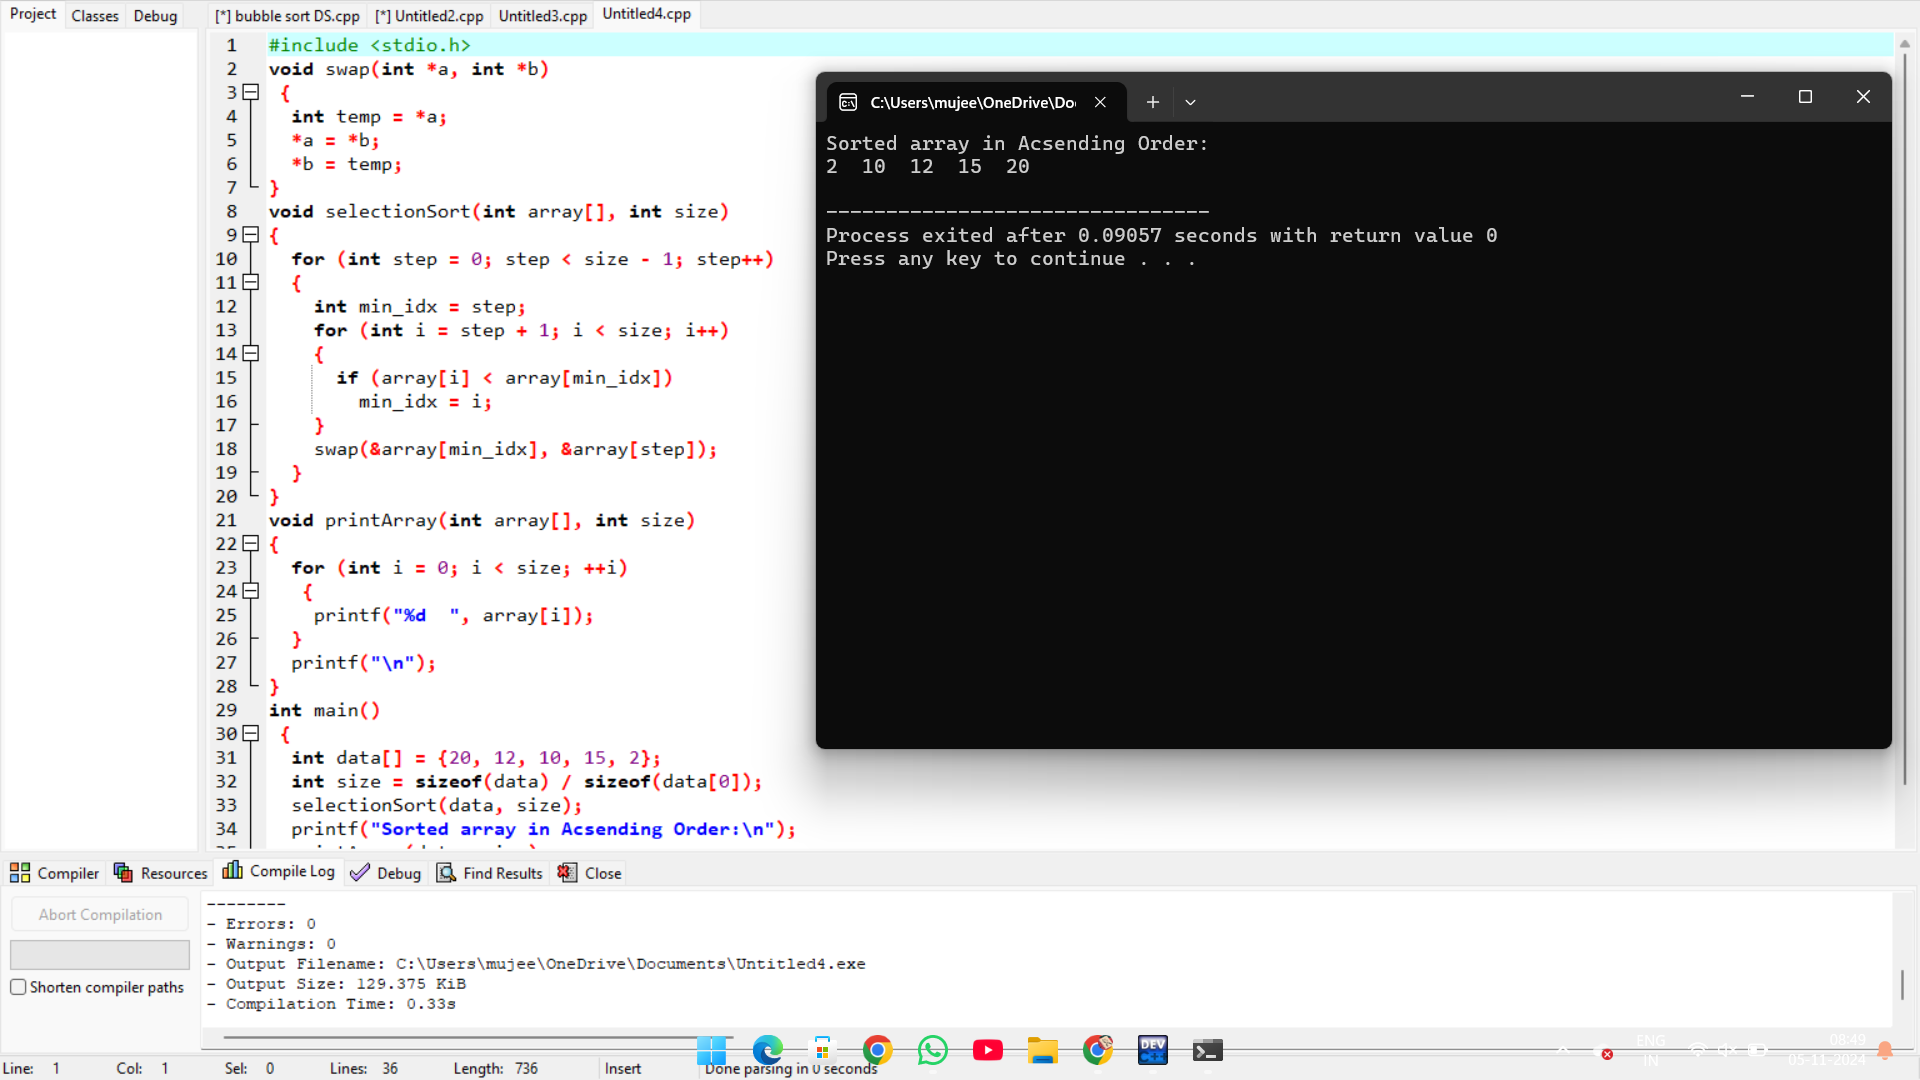 Project Classes Debug
[*] bubble sort DS.cpp [*] Untitled2.cpp Untitled3.cpp Untitled4.cpp
1 #include <stdio.h>
2 void swap(int *a, int *b)
3 {
4 int temp = *a;
5 *a = *b;
6 *b = temp;
7 }
8 void selectionSort(int array[], int size)
9 {
10 for (int step = 0; step < size - 1; step++)
11 {
12 int min_idx = step;
13 for (int i = step + 1; i < size; i++)
14 {
15 if (array[i] < array[min_idx])
16 min_idx = i;
17 }
18 swap(&array[min_idx], &array[step]);
19 }
20 }
21 void printArray(int array[], int size)
22 {
23 for (int i = 0; i < size; ++i)
24 {
25 printf("%d  ", array[i]);
26 }
27 printf("\n");
28 }
29 int main()
30 {
31 int data[] = {20, 12, 10, 15, 2};
32 int size = sizeof(data) / sizeof(data[0]);
33 selectionSort(data, size);
34 printf("Sorted array in Acsending Order:\n");
C:\Users\mujee\OneDrive\Do
Sorted array in Acsending Order:
2  10  12  15  20
--------------------------------
Process exited after 0.09057 seconds with return value 0
Press any key to continue . . .
Compiler Resources Compile Log Debug Find Results Close
Abort Compilation
Shorten compiler paths
--------
- Errors: 0
- Warnings: 0
- Output Filename: C:\Users\mujee\OneDrive\Documents\Untitled4.exe
- Output Size: 129.375 KiB
- Compilation Time: 0.33s
Line: 1 Col: 1 Sel: 0 Lines: 36 Length: 736 Insert Done parsing in 0 seconds
DEV
ENG
IN
08:49
05-11-2024